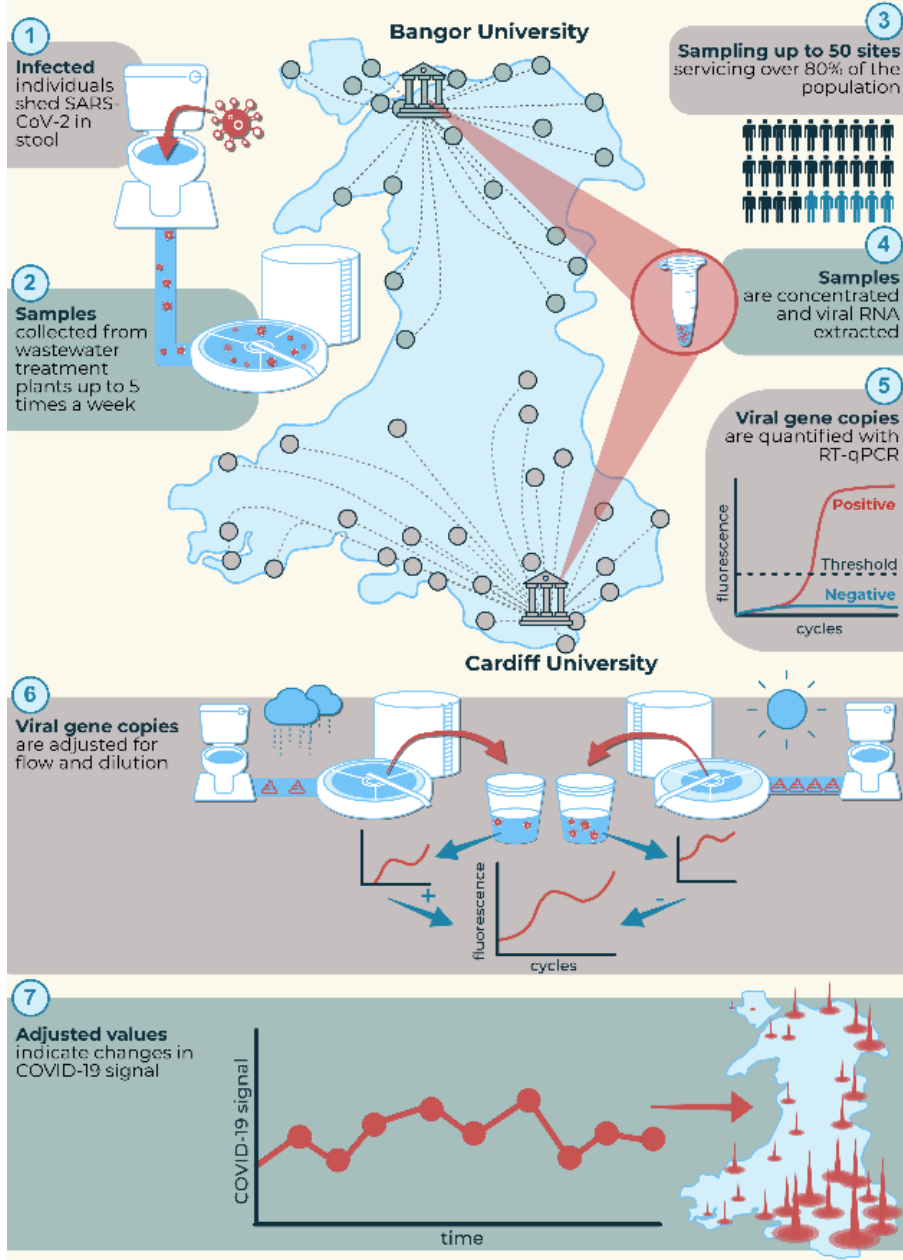 1
Infected
individuals
shed SARS-
CoV-2 in
stool
Bangor University
3
Sampling up to 50 sites
servicing over 80% of the
population
2
Samples
collected from
wastewater
treatment
plants up to 5
times a week
4
Samples
are concentrated
and viral RNA
extracted
5
Viral gene copies
are quantified with
RT-qPCR
fluorescence
Positive
Threshold
Negative
cycles
Cardiff University
6
Viral gene copies
are adjusted for
flow and dilution
+
-
fluorescence
cycles
7
Adjusted values
indicate changes in
COVID-19 signal
COVID-19 signal
time